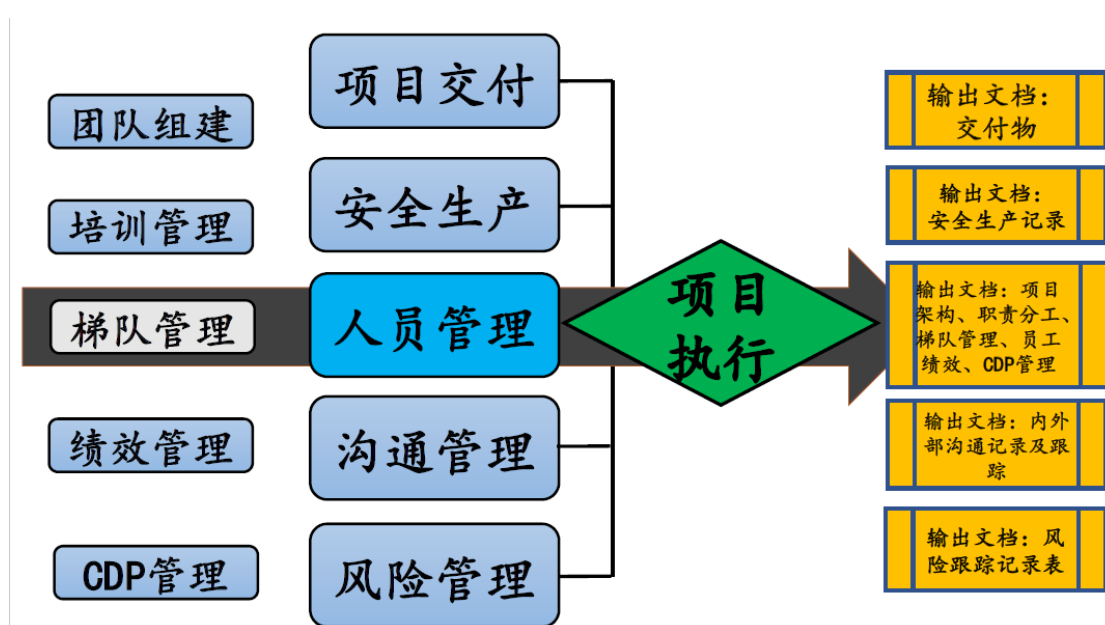 团队组建
培训管理
梯队管理
绩效管理
CDP管理
项目交付
安全生产
人员管理
沟通管理
风险管理
项目
执行
输出文档：
交付物
输出文档：
安全生产记录
输出文档：项目
架构、职责分工、
梯队管理、员工
绩效、CDP管理
输出文档：内外
部沟通记录及跟
踪
输出文档：风
险跟踪记录表